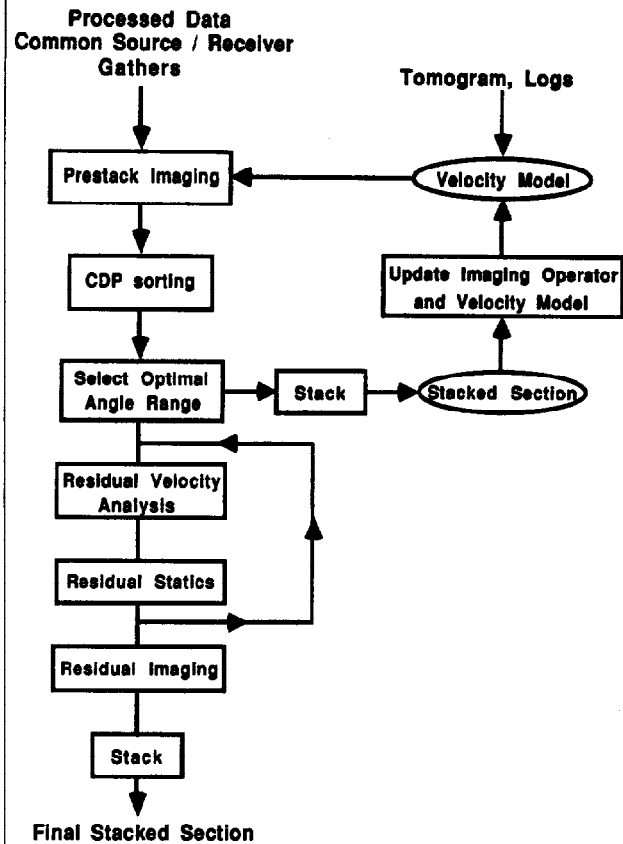 Processed Data
Common Source / Receiver
Gathers
Tomogram, Logs
Prestack Imaging
Velocity Model
CDP sorting
Update Imaging Operator
and Velocity Model
Select Optimal
Angle Range
Stack
Stacked Section
Residual Velocity
Analysis
Residual Statics
Residual Imaging
Stack
Final Stacked Section